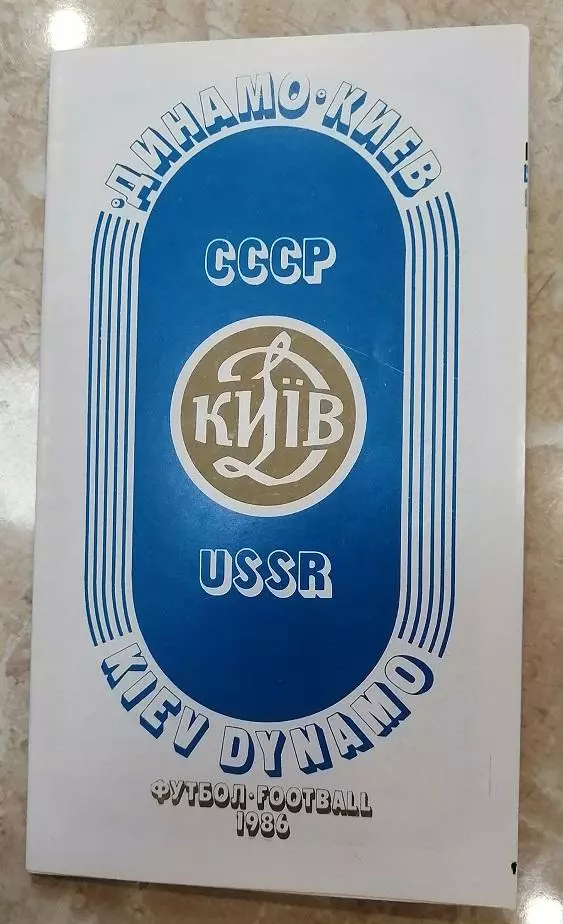 ·ДИНАМО·КИЕВ
СССР
Д
КИЇВ
USSR
KIEV DYNAMO
ФУТБОЛ·FOOTBALL
1986